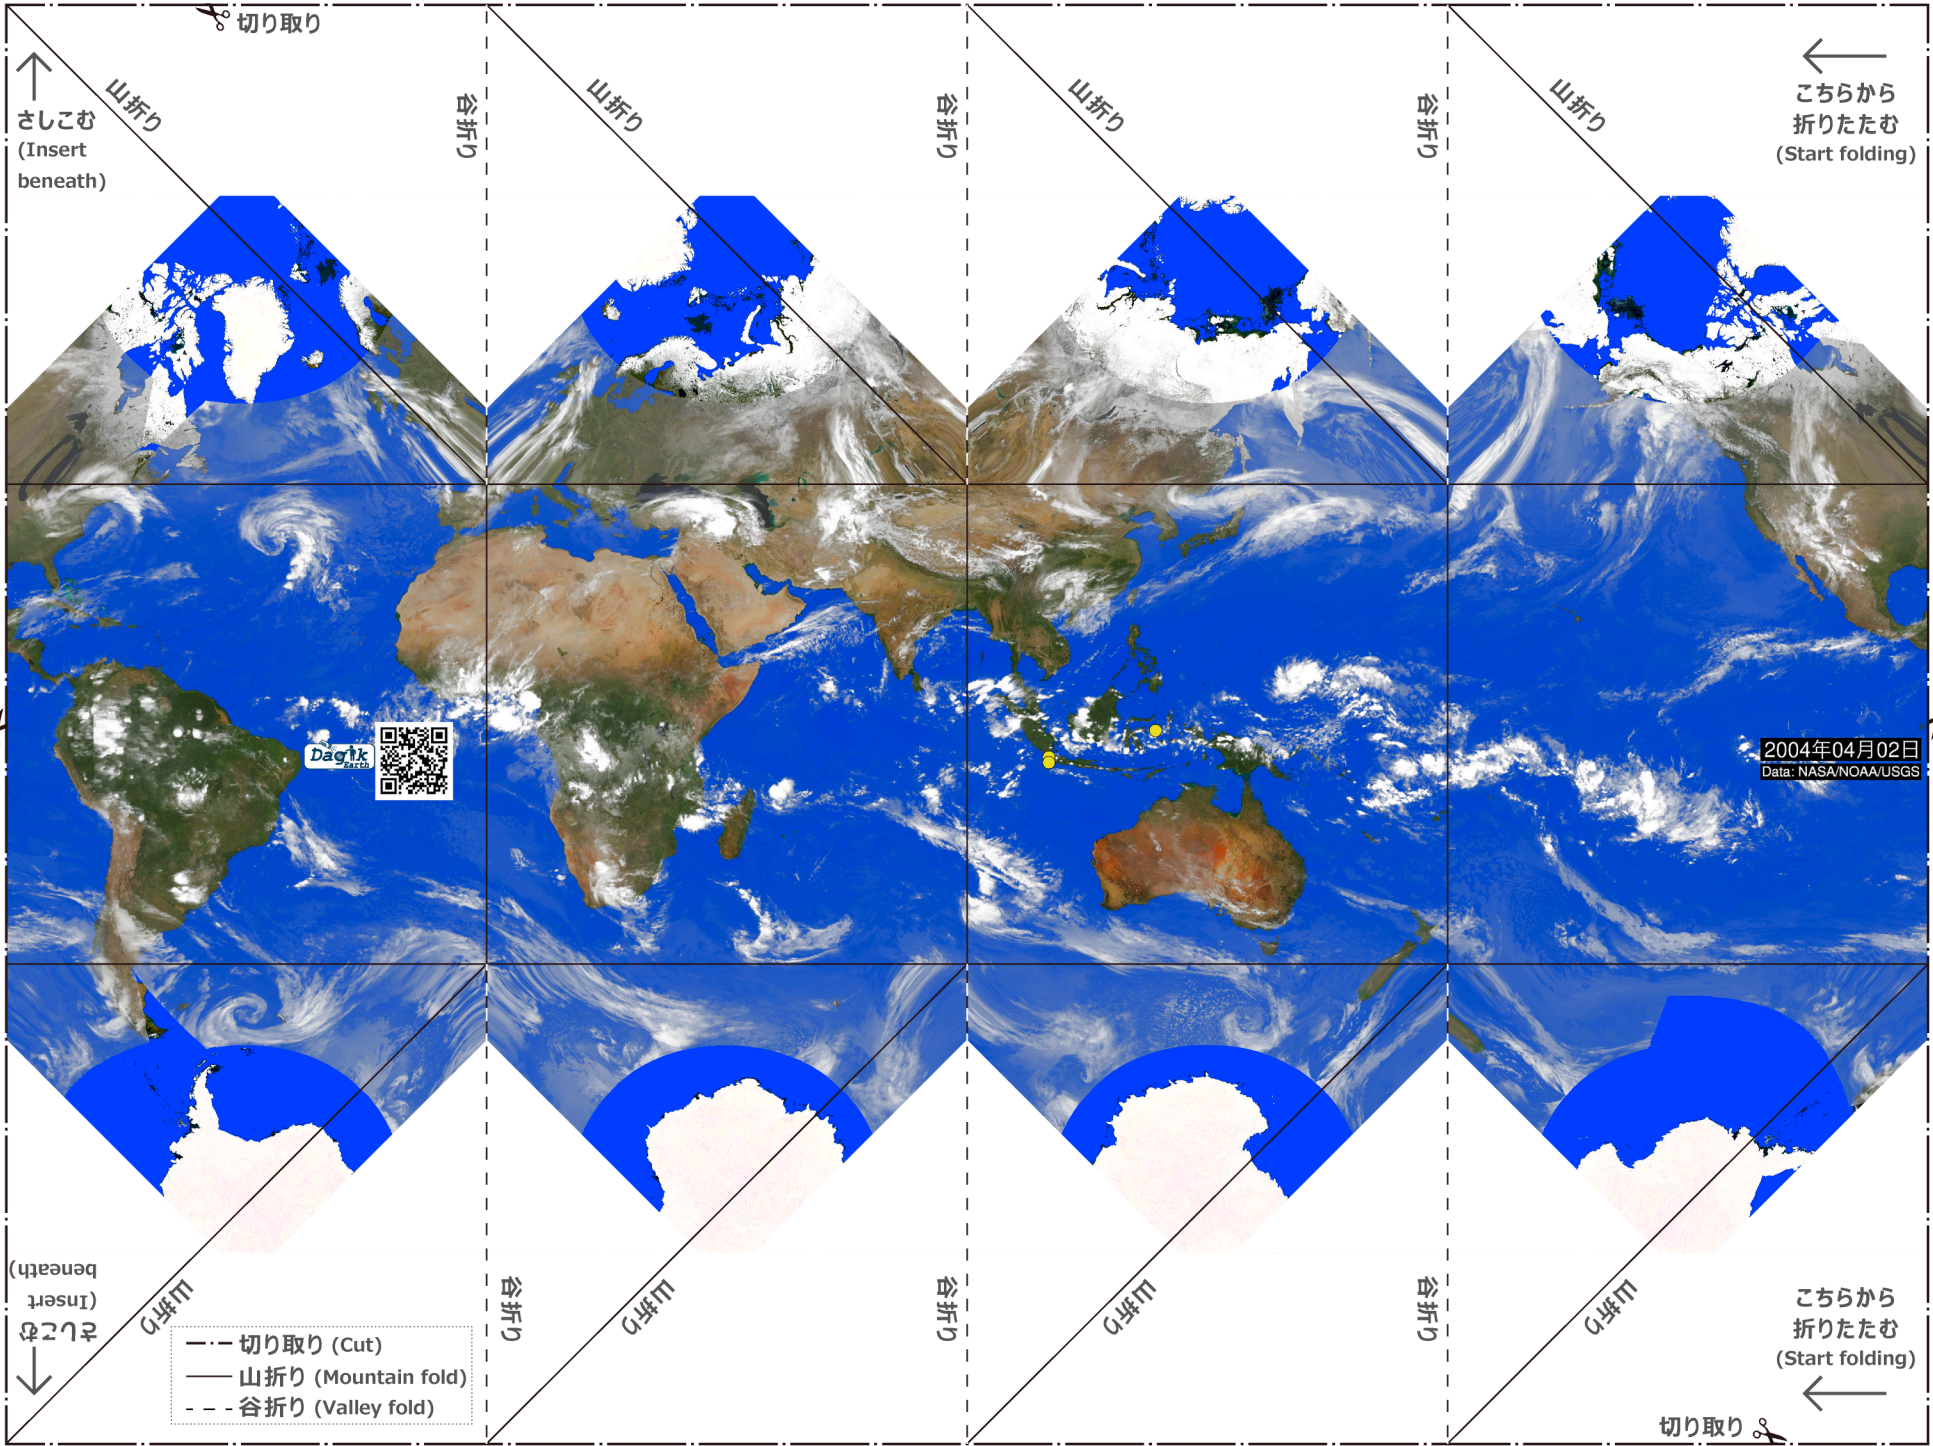 切り取り
山折り
谷折り
山折り
谷折り
山折り
谷折り
山折り
こちらから
折りたたむ
(Start folding)
さしこむ
(Insert
beneath)
Dagik
Earth
2004年04月02日
Data: NASA/NOAA/USGS
さしこむ
(Insert
beneath)
山折り
谷折り
山折り
谷折り
山折り
谷折り
山折り
こちらから
折りたたむ
(Start folding)
切り取り (Cut)
山折り (Mountain fold)
谷折り (Valley fold)
切り取り